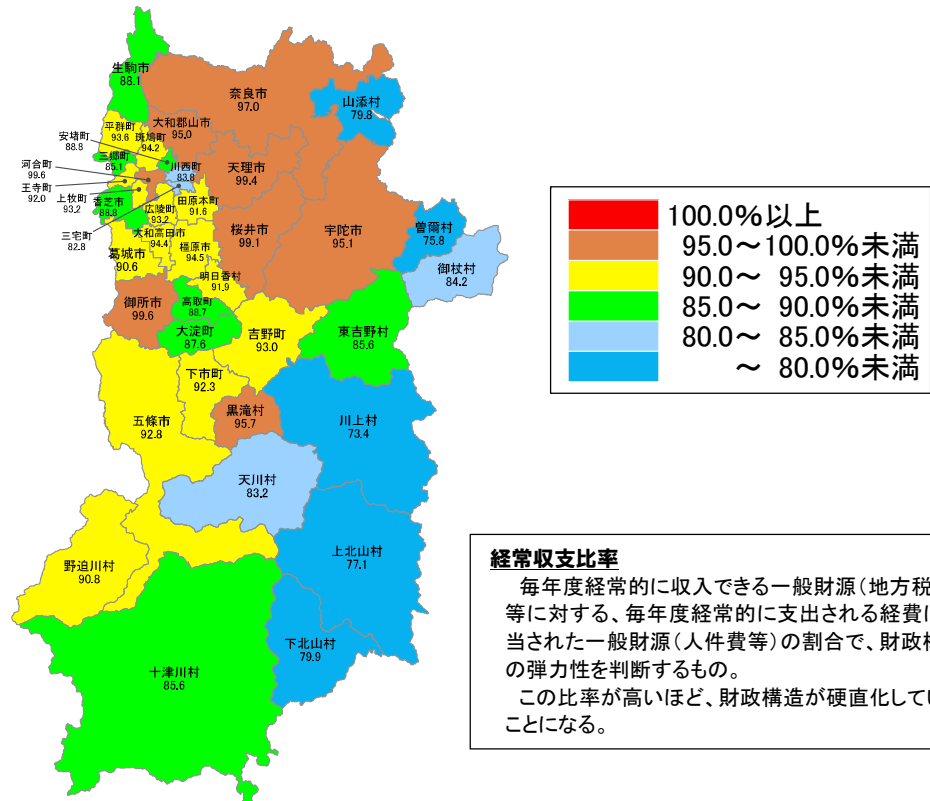 生駒市
88.1
奈良市
97.0
山添村
79.8
平群町
93.6
斑鳩町
94.2
大和郡山市
95.0
安堵町
88.8
三郷町
85.1
川西町
83.8
天理市
99.4
河合町
99.6
王寺町
92.0
上牧町
93.2
香芝市
88.8
広陵町
93.2
田原本町
91.6
三宅町
82.8
大和高田市
94.4
橿原市
94.5
桜井市
99.1
宇陀市
95.1
曽爾村
75.8
御杖村
84.2
葛城市
90.6
明日香村
91.9
御所市
99.6
高取町
88.7
大淀町
87.6
吉野町
93.0
東吉野村
85.6
下市町
92.3
黒滝村
95.7
五條市
92.8
川上村
73.4
天川村
83.2
上北山村
77.1
野迫川村
90.8
下北山村
79.9
十津川村
85.6
100.0%以上
95.0～100.0%未満
90.0～ 95.0%未満
85.0～ 90.0%未満
80.0～ 85.0%未満
～ 80.0%未満
経常収支比率
毎年度経常的に収入できる一般財源(地方税
等に対する、毎年度経常的に支出される経費に
当された一般財源(人件費等)の割合で、財政構
の弾力性を判断するもの。
この比率が高いほど、財政構造が硬直化してい
ことになる。